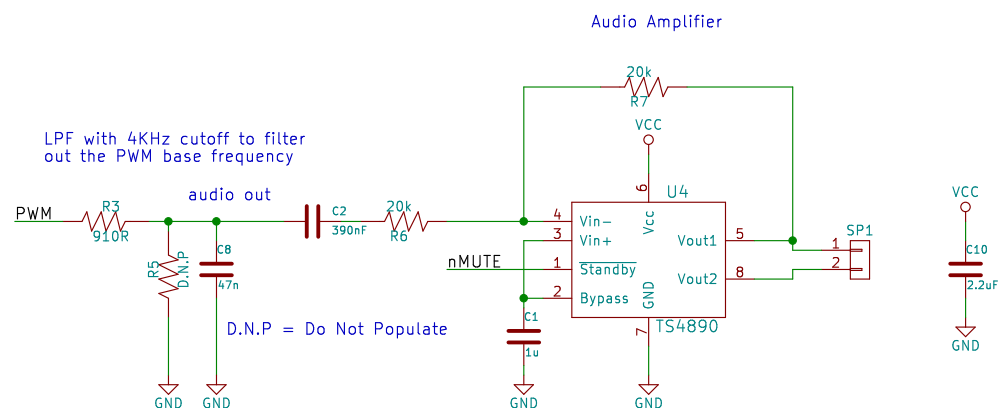 Audio Amplifier
20k
R7
VCC
LPF with 4KHz cutoff to filter
out the PWM base frequency
audio out
PWM
R3
910R
C2
390nF
20k
R6
6
U4
Vcc
4
Vin-
3
Vin+
1
Standby
2
Bypass
nMUTE
Vout1
5
Vout2
8
GND
7
TS4890
SP1
1
2
VCC
C10
2.2uF
GND
R5
D.N.P
C8
47n
D.N.P = Do Not Populate
C1
1u
GND
GND
GND
GND